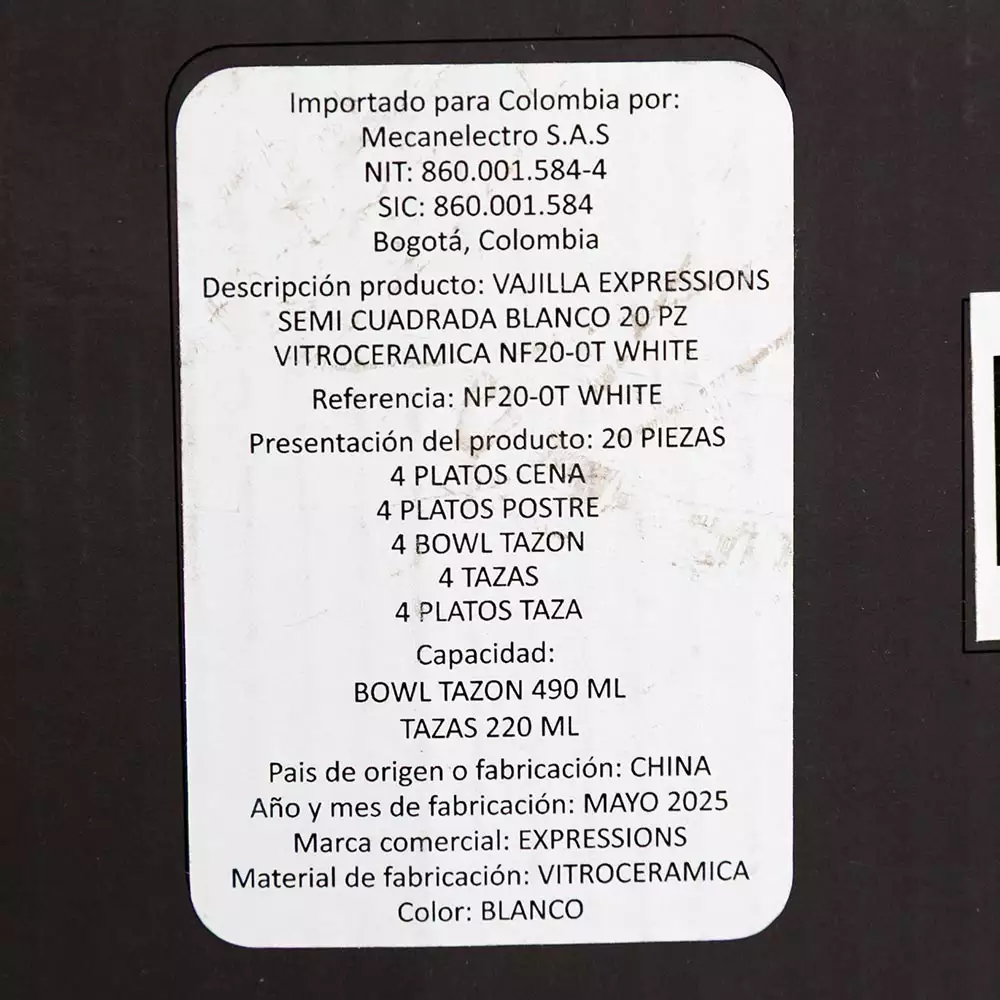 Importado para Colombia por:
Mecanelectro S.A.S
NIT: 860.001.584-4
SIC: 860.001.584
Bogotá, Colombia
Descripción producto: VAJILLA EXPRESSIONS
SEMI CUADRADA BLANCO 20 PZ
VITROCERAMICA NF20-0T WHITE
Referencia: NF20-0T WHITE
Presentación del producto: 20 PIEZAS
4 PLATOS CENA
4 PLATOS POSTRE
4 BOWL TAZON
4 TAZAS
4 PLATOS TAZA
Capacidad:
BOWL TAZON 490 ML
TAZAS 220 ML
Pais de origen o fabricación: CHINA
Año y mes de fabricación: MAYO 2025
Marca comercial: EXPRESSIONS
Material de fabricación: VITROCERAMICA
Color: BLANCO